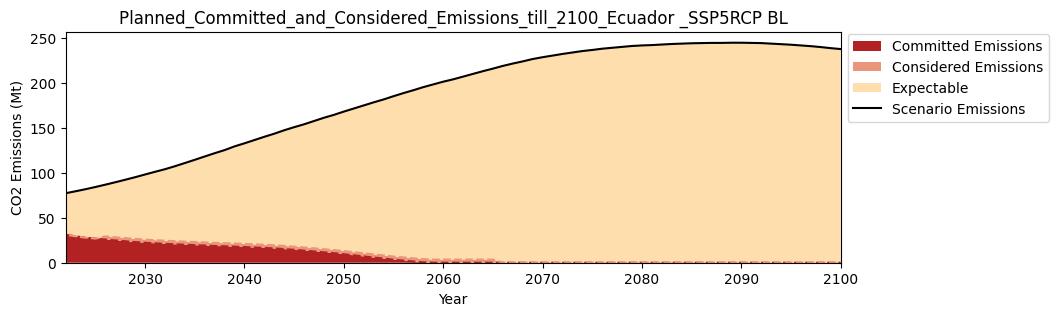 Planned_Committed_and_Considered_Emissions_till_2100_Ecuador _SSP5RCP BL
CO2 Emissions (Mt)
250
200
150
100
50
0
2030 2040 2050 2060 2070 2080 2090 2100
Year
Committed Emissions
Considered Emissions
Expectable
Scenario Emissions